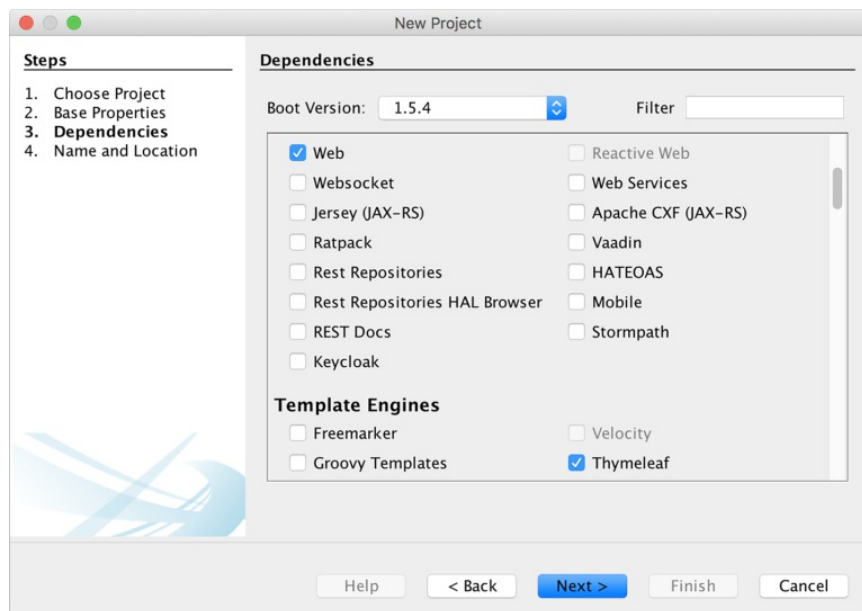 New Project
Steps
1. Choose Project
2. Base Properties
3. Dependencies
4. Name and Location
Dependencies
Boot Version: 1.5.4 Filter
Web Reactive Web
Websocket Web Services
Jersey (JAX-RS) Apache CXF (JAX-RS)
Ratpack Vaadin
Rest Repositories HATEOAS
Rest Repositories HAL Browser Mobile
REST Docs Stormpath
Keycloak
Template Engines
Freemarker Velocity
Groovy Templates Thymeleaf
Help < Back Next > Finish Cancel